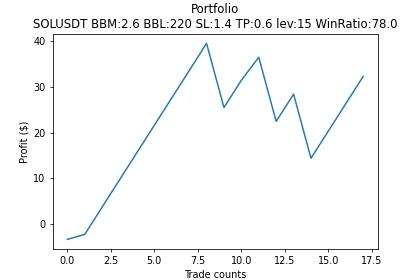 Portfolio
SOLUSDT BBM:2.6 BBL:220 SL:1.4 TP:0.6 lev:15 WinRatio:78.0
40
30
20
10
0
Profit ($)
0.0 2.5 5.0 7.5 10.0 12.5 15.0 17.5
Trade counts